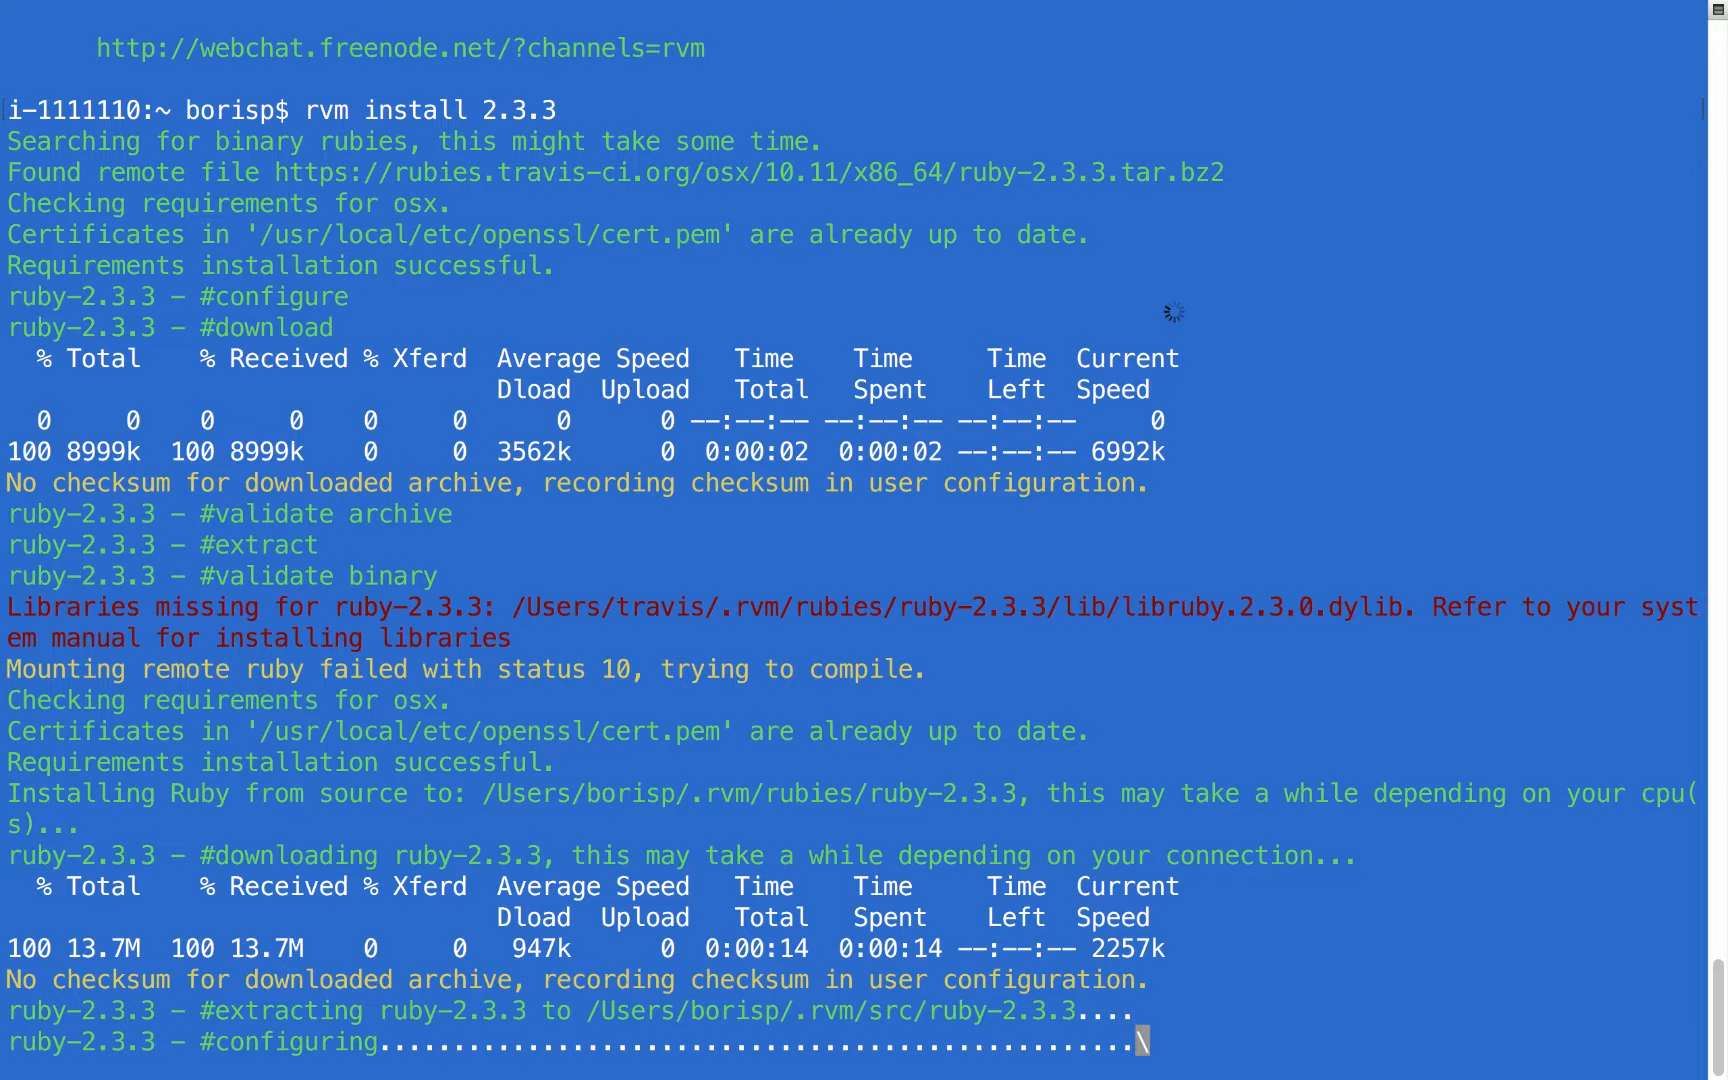 http://webchat.freenode.net/?channels=rvm
i-1111110:~ borisp$ rvm install 2.3.3
Searching for binary rubies, this might take some time.
Found remote file https://rubies.travis-ci.org/osx/10.11/x86_64/ruby-2.3.3.tar.bz2
Checking requirements for osx.
Certificates in '/usr/local/etc/openssl/cert.pem' are already up to date.
Requirements installation successful.
ruby-2.3.3 - #configure
ruby-2.3.3 - #download
  % Total    % Received % Xferd  Average Speed   Time    Time     Time  Current
                                 Dload  Upload   Total   Spent    Left  Speed
  0     0    0     0    0     0      0      0 --:--:-- --:--:-- --:--:--     0
100 8999k  100 8999k    0     0  3562k      0  0:00:02  0:00:02 --:--:-- 6992k
No checksum for downloaded archive, recording checksum in user configuration.
ruby-2.3.3 - #validate archive
ruby-2.3.3 - #extract
ruby-2.3.3 - #validate binary
Libraries missing for ruby-2.3.3: /Users/travis/.rvm/rubies/ruby-2.3.3/lib/libruby.2.3.0.dylib. Refer to your syst
em manual for installing libraries
Mounting remote ruby failed with status 10, trying to compile.
Checking requirements for osx.
Certificates in '/usr/local/etc/openssl/cert.pem' are already up to date.
Requirements installation successful.
Installing Ruby from source to: /Users/borisp/.rvm/rubies/ruby-2.3.3, this may take a while depending on your cpu(
s)...
ruby-2.3.3 - #downloading ruby-2.3.3, this may take a while depending on your connection...
  % Total    % Received % Xferd  Average Speed   Time    Time     Time  Current
                                 Dload  Upload   Total   Spent    Left  Speed
100 13.7M  100 13.7M    0     0   947k      0  0:00:14  0:00:14 --:--:-- 2257k
No checksum for downloaded archive, recording checksum in user configuration.
ruby-2.3.3 - #extracting ruby-2.3.3 to /Users/borisp/.rvm/src/ruby-2.3.3....
ruby-2.3.3 - #configuring...................................................\